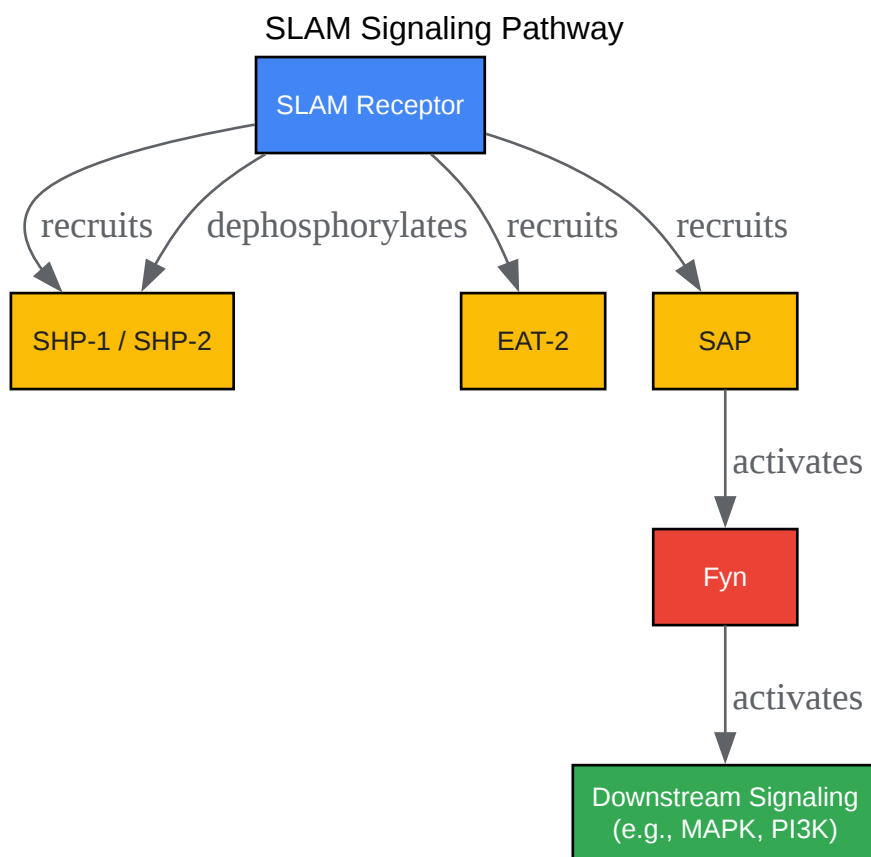 SLAM Signaling Pathway
SLAM Receptor
recruits
dephosphorylates
recruits
recruits
SHP-1 / SHP-2
EAT-2
SAP
activates
Fyn
activates
Downstream Signaling
(e.g., MAPK, PI3K)